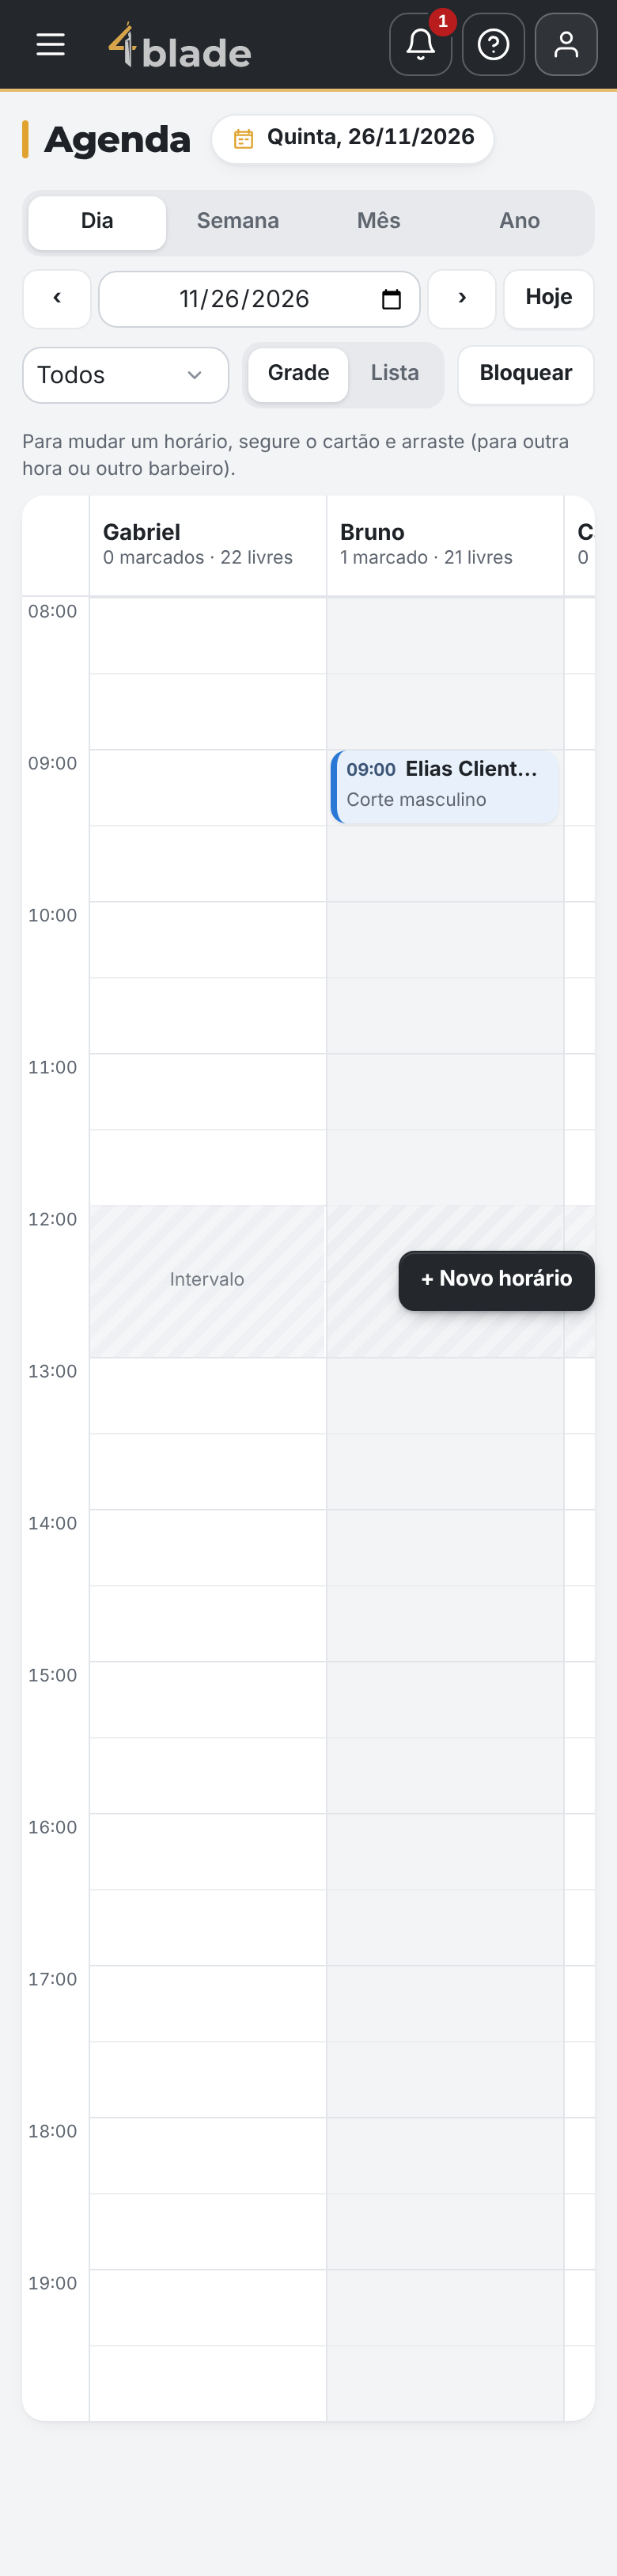 1
4blade
Agenda
Quinta, 26/11/2026
Dia
Semana
Mês
Ano
‹
11/26/2026
›
Hoje
Todos
Grade
Lista
Bloquear
Para mudar um horário, segure o cartão e arraste (para outra
hora ou outro barbeiro).
Gabriel
0 marcados · 22 livres
Bruno
1 marcado · 21 livres
C
0
08:00
09:00
09:00 Elias Client...
Corte masculino
10:00
11:00
12:00
Intervalo
+ Novo horário
13:00
14:00
15:00
16:00
17:00
18:00
19:00